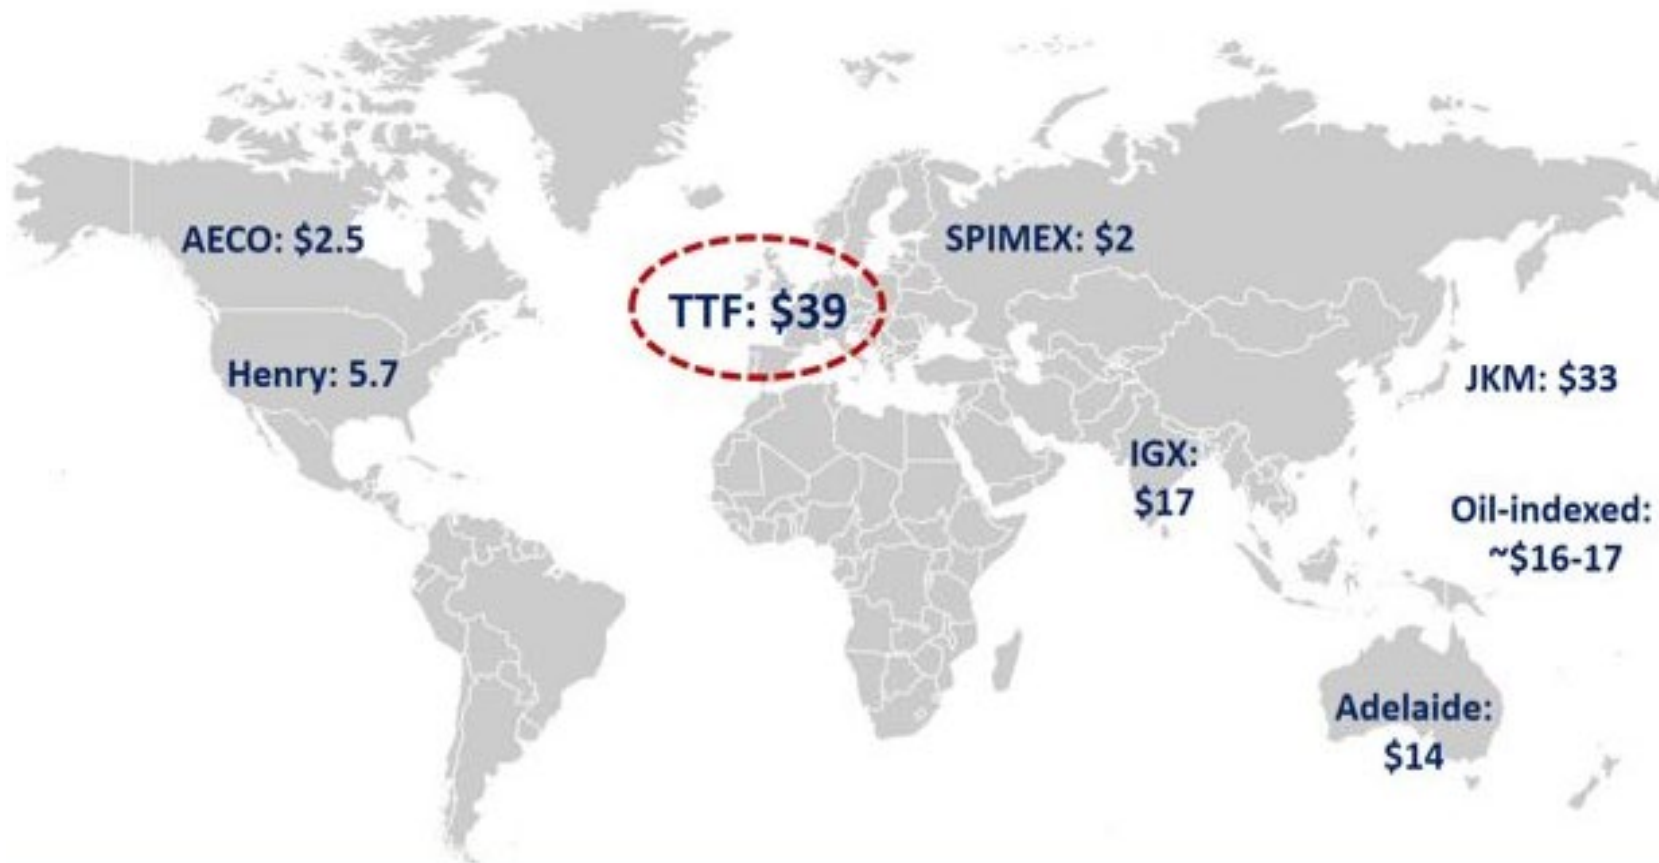 AECO: $2.5
SPIMEX: $2
TTF: $39
Henry: 5.7
JKM: $33
IGX:
$17
Oil-indexed:
~$16-17
Adelaide:
$14